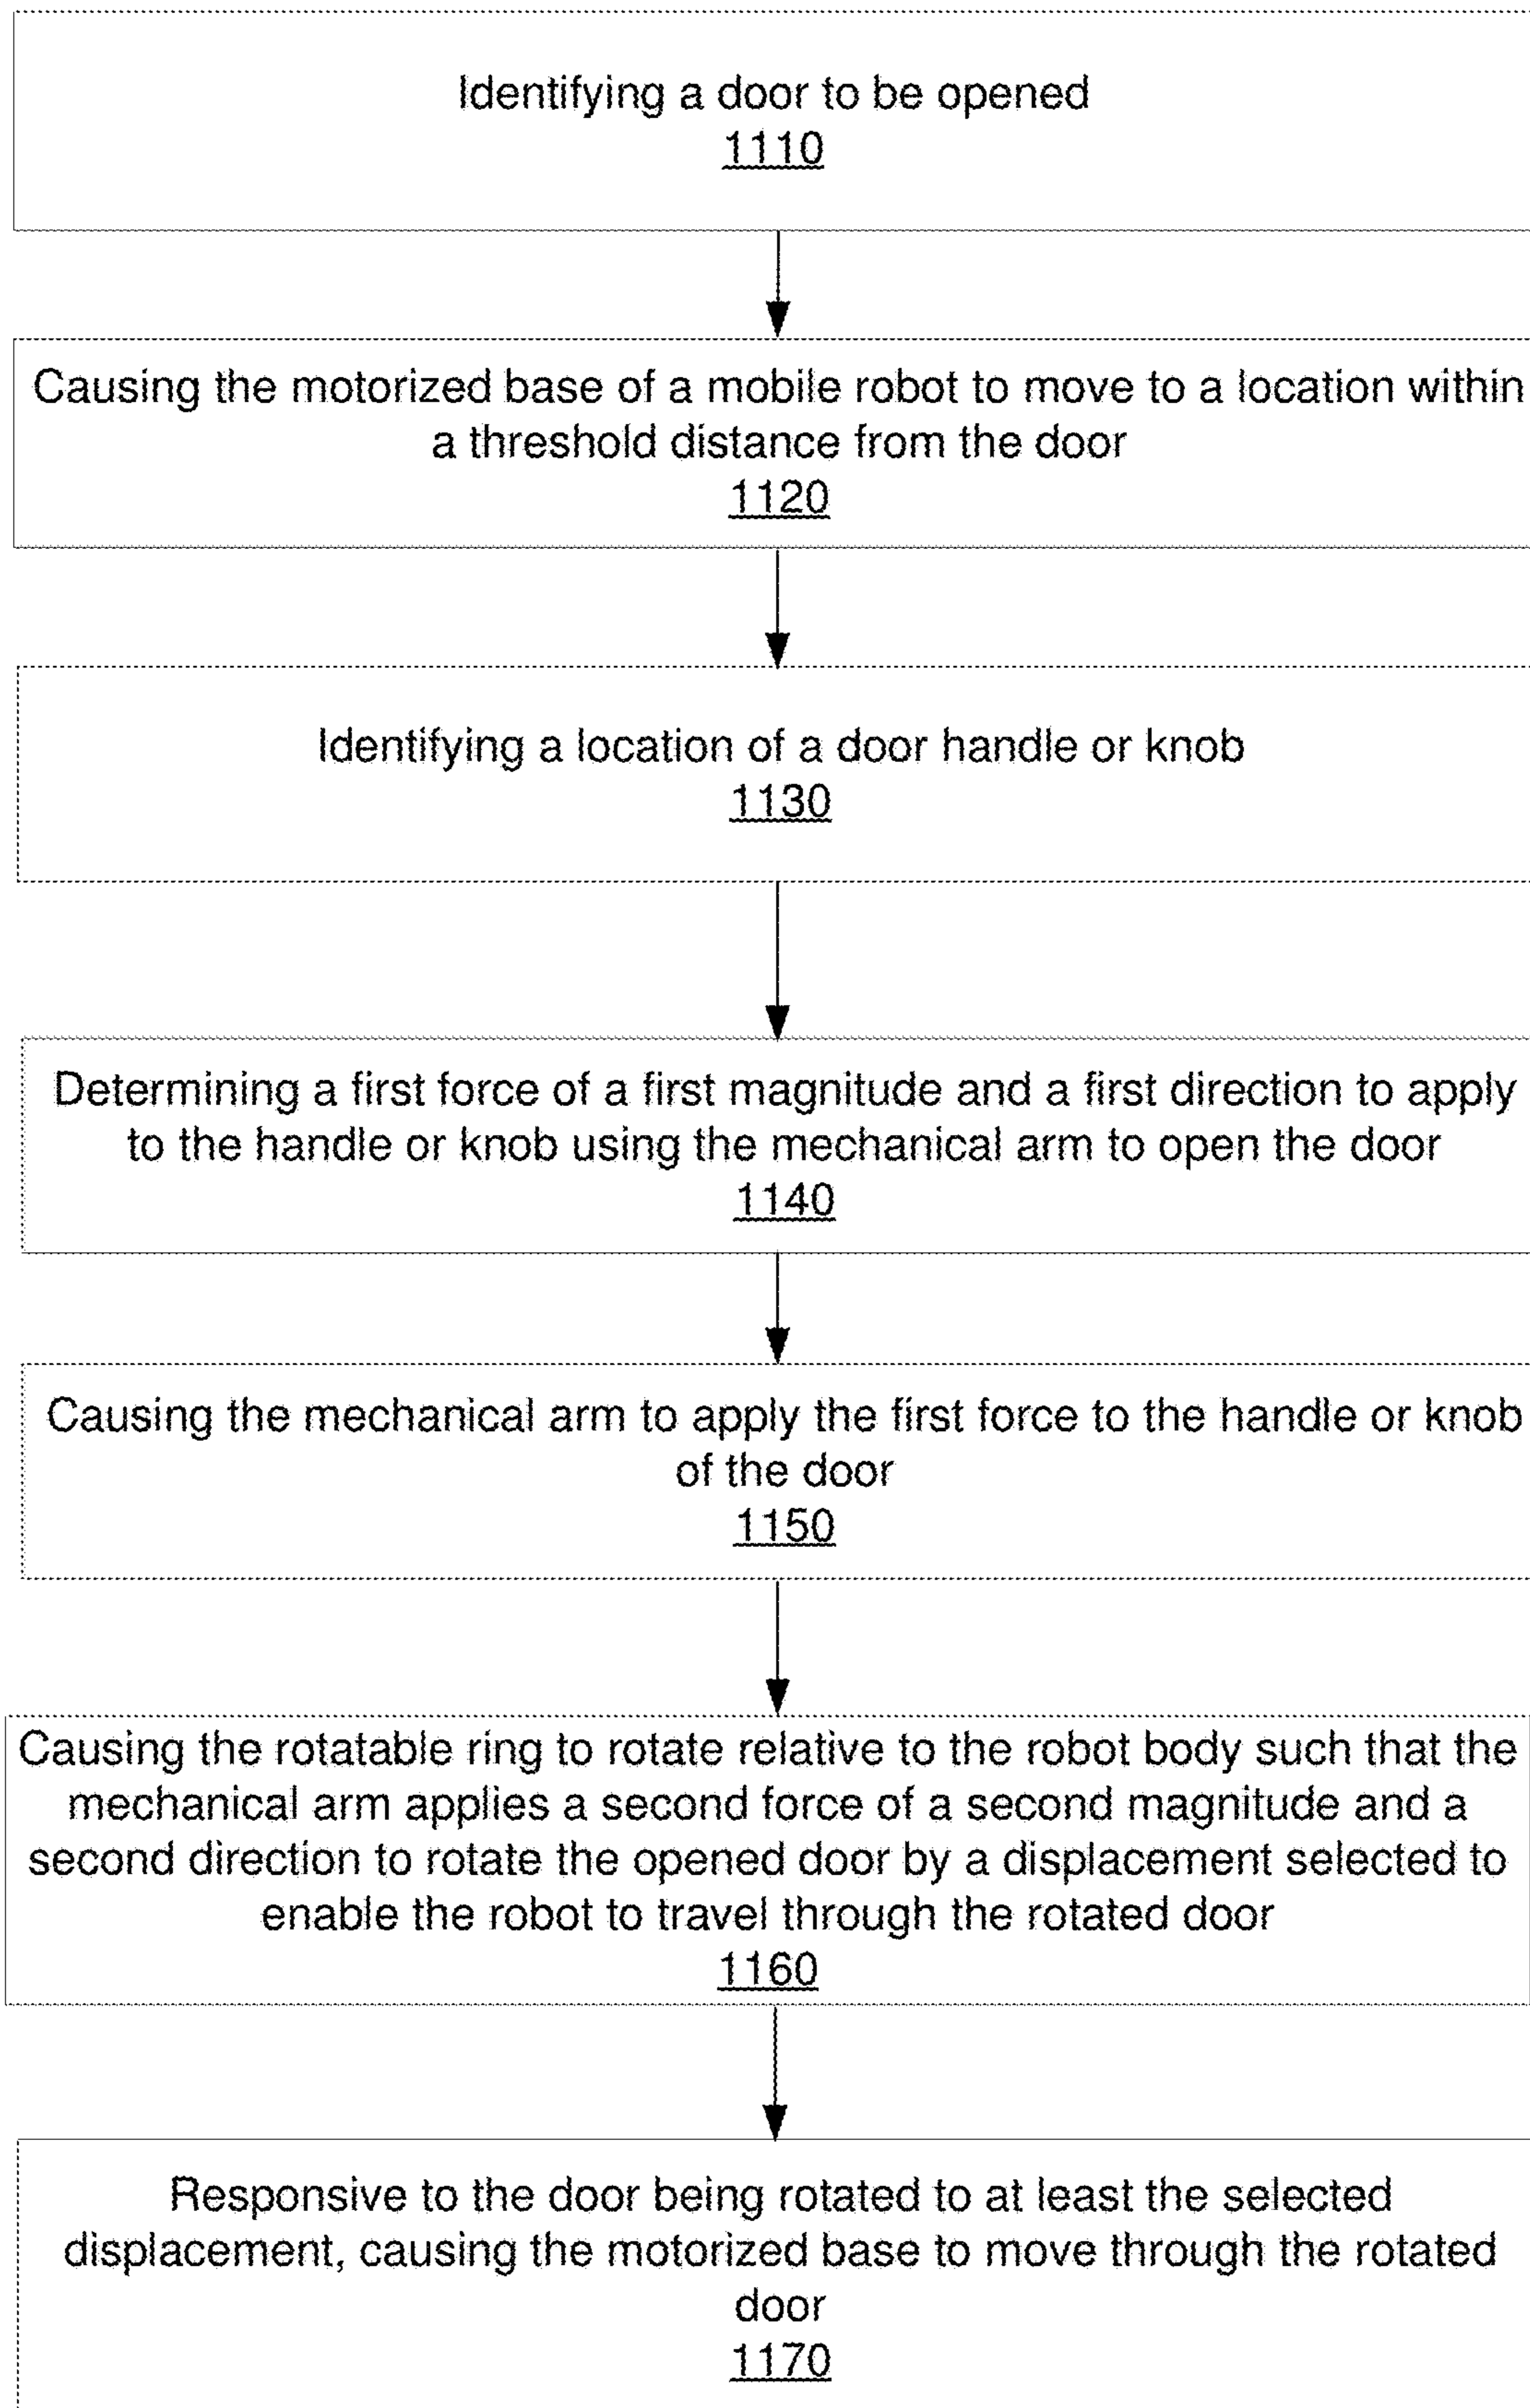 Identifying a door to be opened
1110
Causing the motorized base of a mobile robot to move to a location within
a threshold distance from the door
1120
Identifying a location of a door handle or knob
1130
Determining a first force of a first magnitude and a first direction to apply
to the handle or knob using the mechanical arm to open the door
1140
Causing the mechanical arm to apply the first force to the handle or knob
of the door
1150
Causing the rotatable ring to rotate relative to the robot body such that the
mechanical arm applies a second force of a second magnitude and a
second direction to rotate the opened door by a displacement selected to
enable the robot to travel through the rotated door
1160
Responsive to the door being rotated to at least the selected
displacement, causing the motorized base to move through the rotated
door
1170